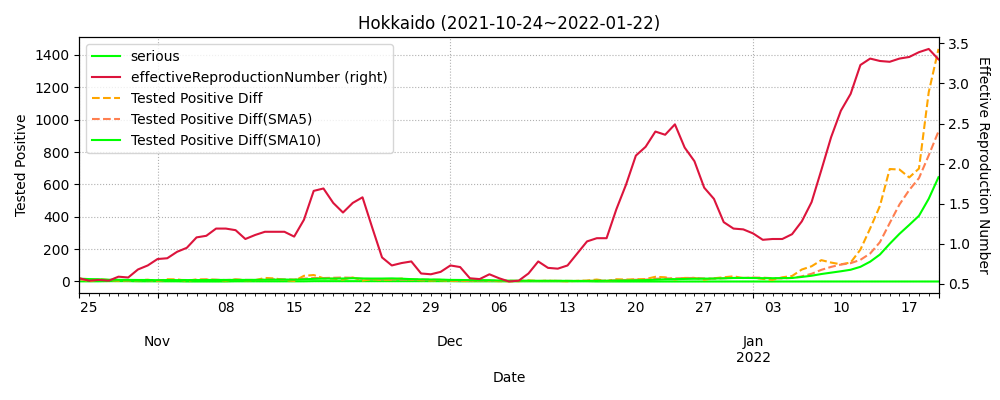 Hokkaido (2021-10-24~2022-01-22)
serious
effectiveReproductionNumber (right)
Tested Positive Diff
Tested Positive Diff(SMA5)
Tested Positive Diff(SMA10)
Tested Positive
1400
1200
1000
800
600
400
200
0
3.5
3.0
2.5
2.0
1.5
1.0
0.5
Effective Reproduction Number
25 08 15 22 29 06 13 20 27 03 10 17
Nov Dec Jan
2022
Date